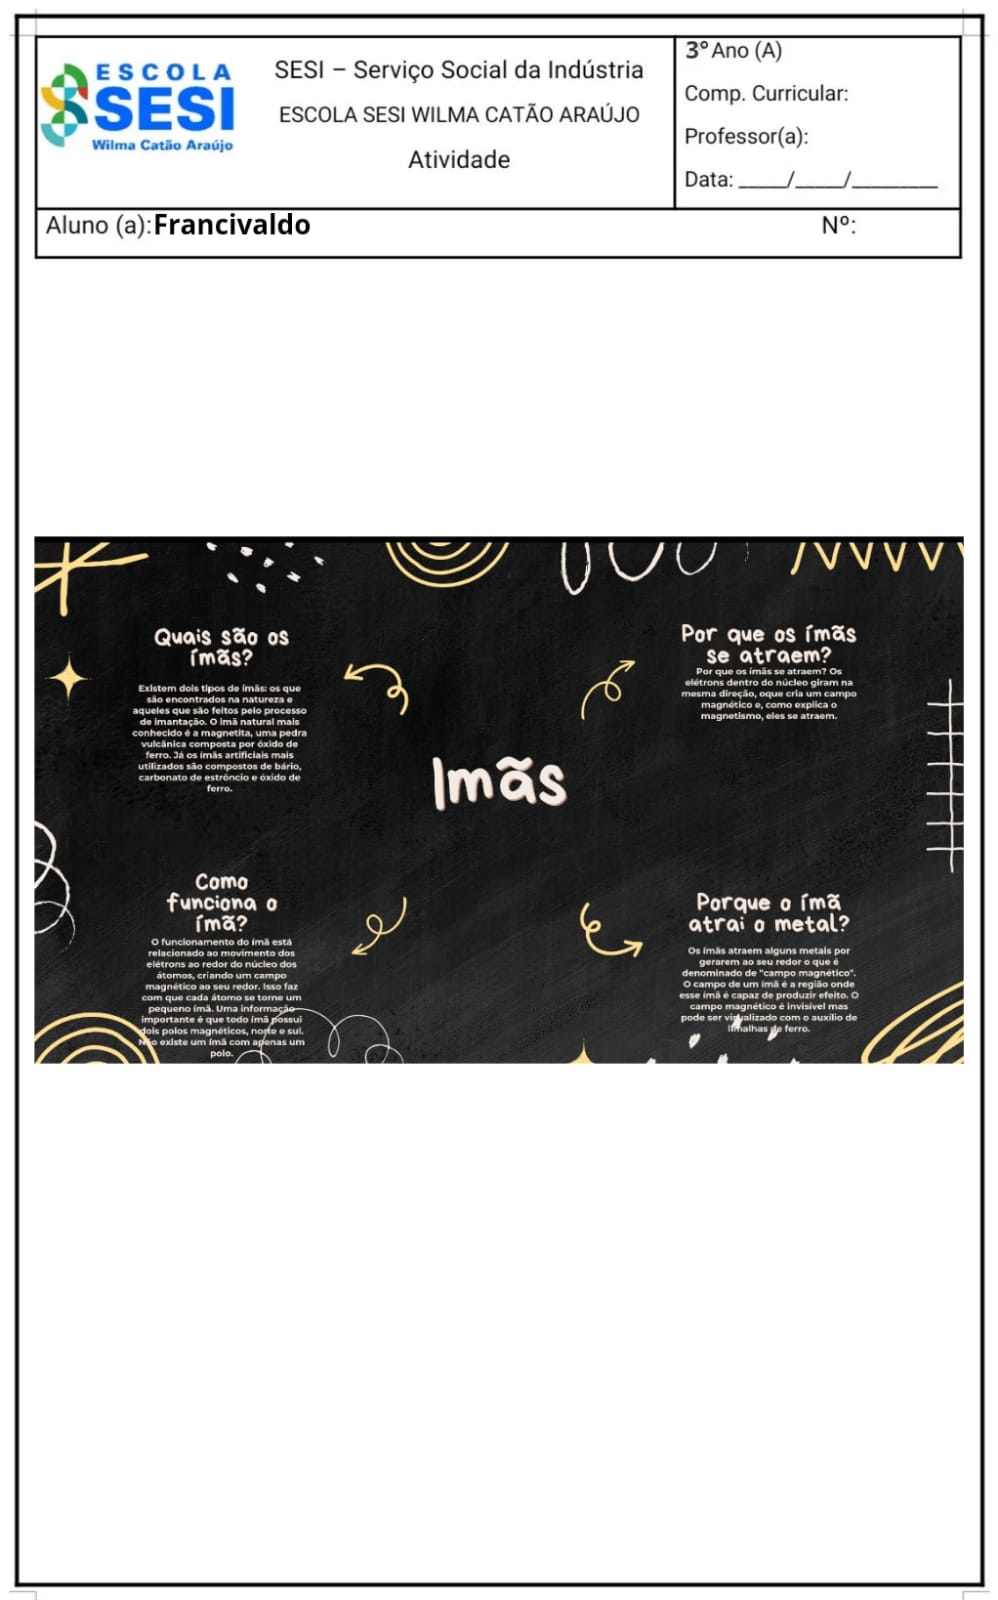 ESCOLA
SESI
Wilma Catão Araújo
SESI – Serviço Social da Indústria
ESCOLA SESI WILMA CATÃO ARAÚJO
Atividade
3° Ano (A)
Comp. Curricular:
Professor(a):
Data: _____/_____/_________
Aluno (a):Francivaldo
Nº:
Quais são os
ímãs?
Existem dois tipos de ímãs: os que
são encontrados na natureza e
aqueles que são feitos pelo processo
de imantação. O imã natural mais
conhecido é a magnetita, uma pedra
vulcânica composta por óxido de
ferro. Já os ímãs artificiais mais
utilizados são compostos de bário,
carbonato de estrôncio e óxido de
ferro.
Por que os ímãs
se atraem?
Por que os ímãs se atraem? Os
elétrons dentro do núcleo giram na
mesma direção, oque cria um campo
magnético e, como explica o
magnetismo, eles se atraem.
Imãs
Como
funciona o
ímã?
O funcionamento do ímã está
relacionado ao movimento dos
elétrons ao redor do núcleo dos
átomos, criando um campo
magnético ao seu redor. Isso faz
com que cada átomo se torne um
pequeno ímã. Uma informação
importante é que todo ímã possui
dois polos magnéticos, norte e sul.
Não existe um ímã com apenas um
polo.
Porque o ímã
atrai o metal?
Os ímãs atraem alguns metals por
gerarem ao seu redor o que é
denominado de "campo magnético".
O campo de um ímã é a região onde
esse ímã é capaz de produzir efeito. O
campo magnético é invisível mas
pode ser visualizado com o auxílio de
limalhas de ferro.